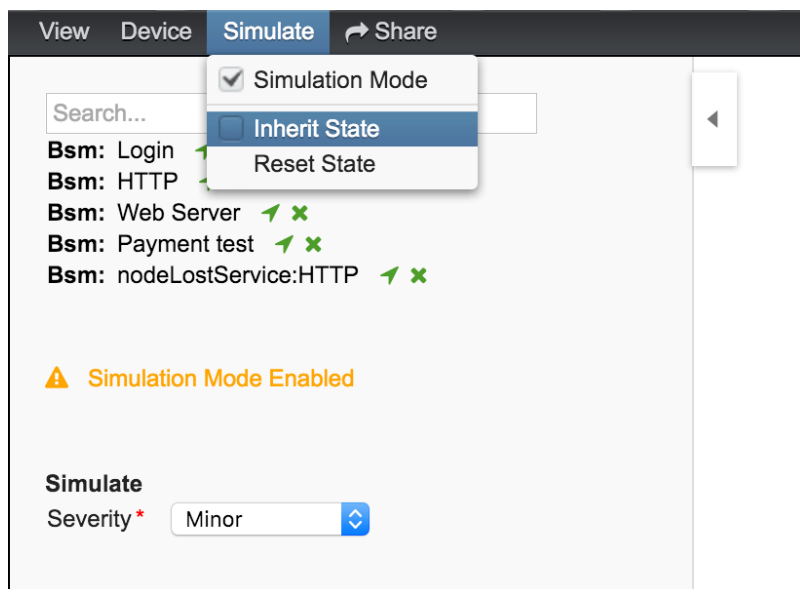 View Device Simulate Share
Simulation Mode
Search...
Inherit State
Bsm: Login
Reset State
Bsm: HTTP
Bsm: Web Server
Bsm: Payment test
Bsm: nodeLostService:HTTP
Simulation Mode Enabled
Simulate
Severity* Minor